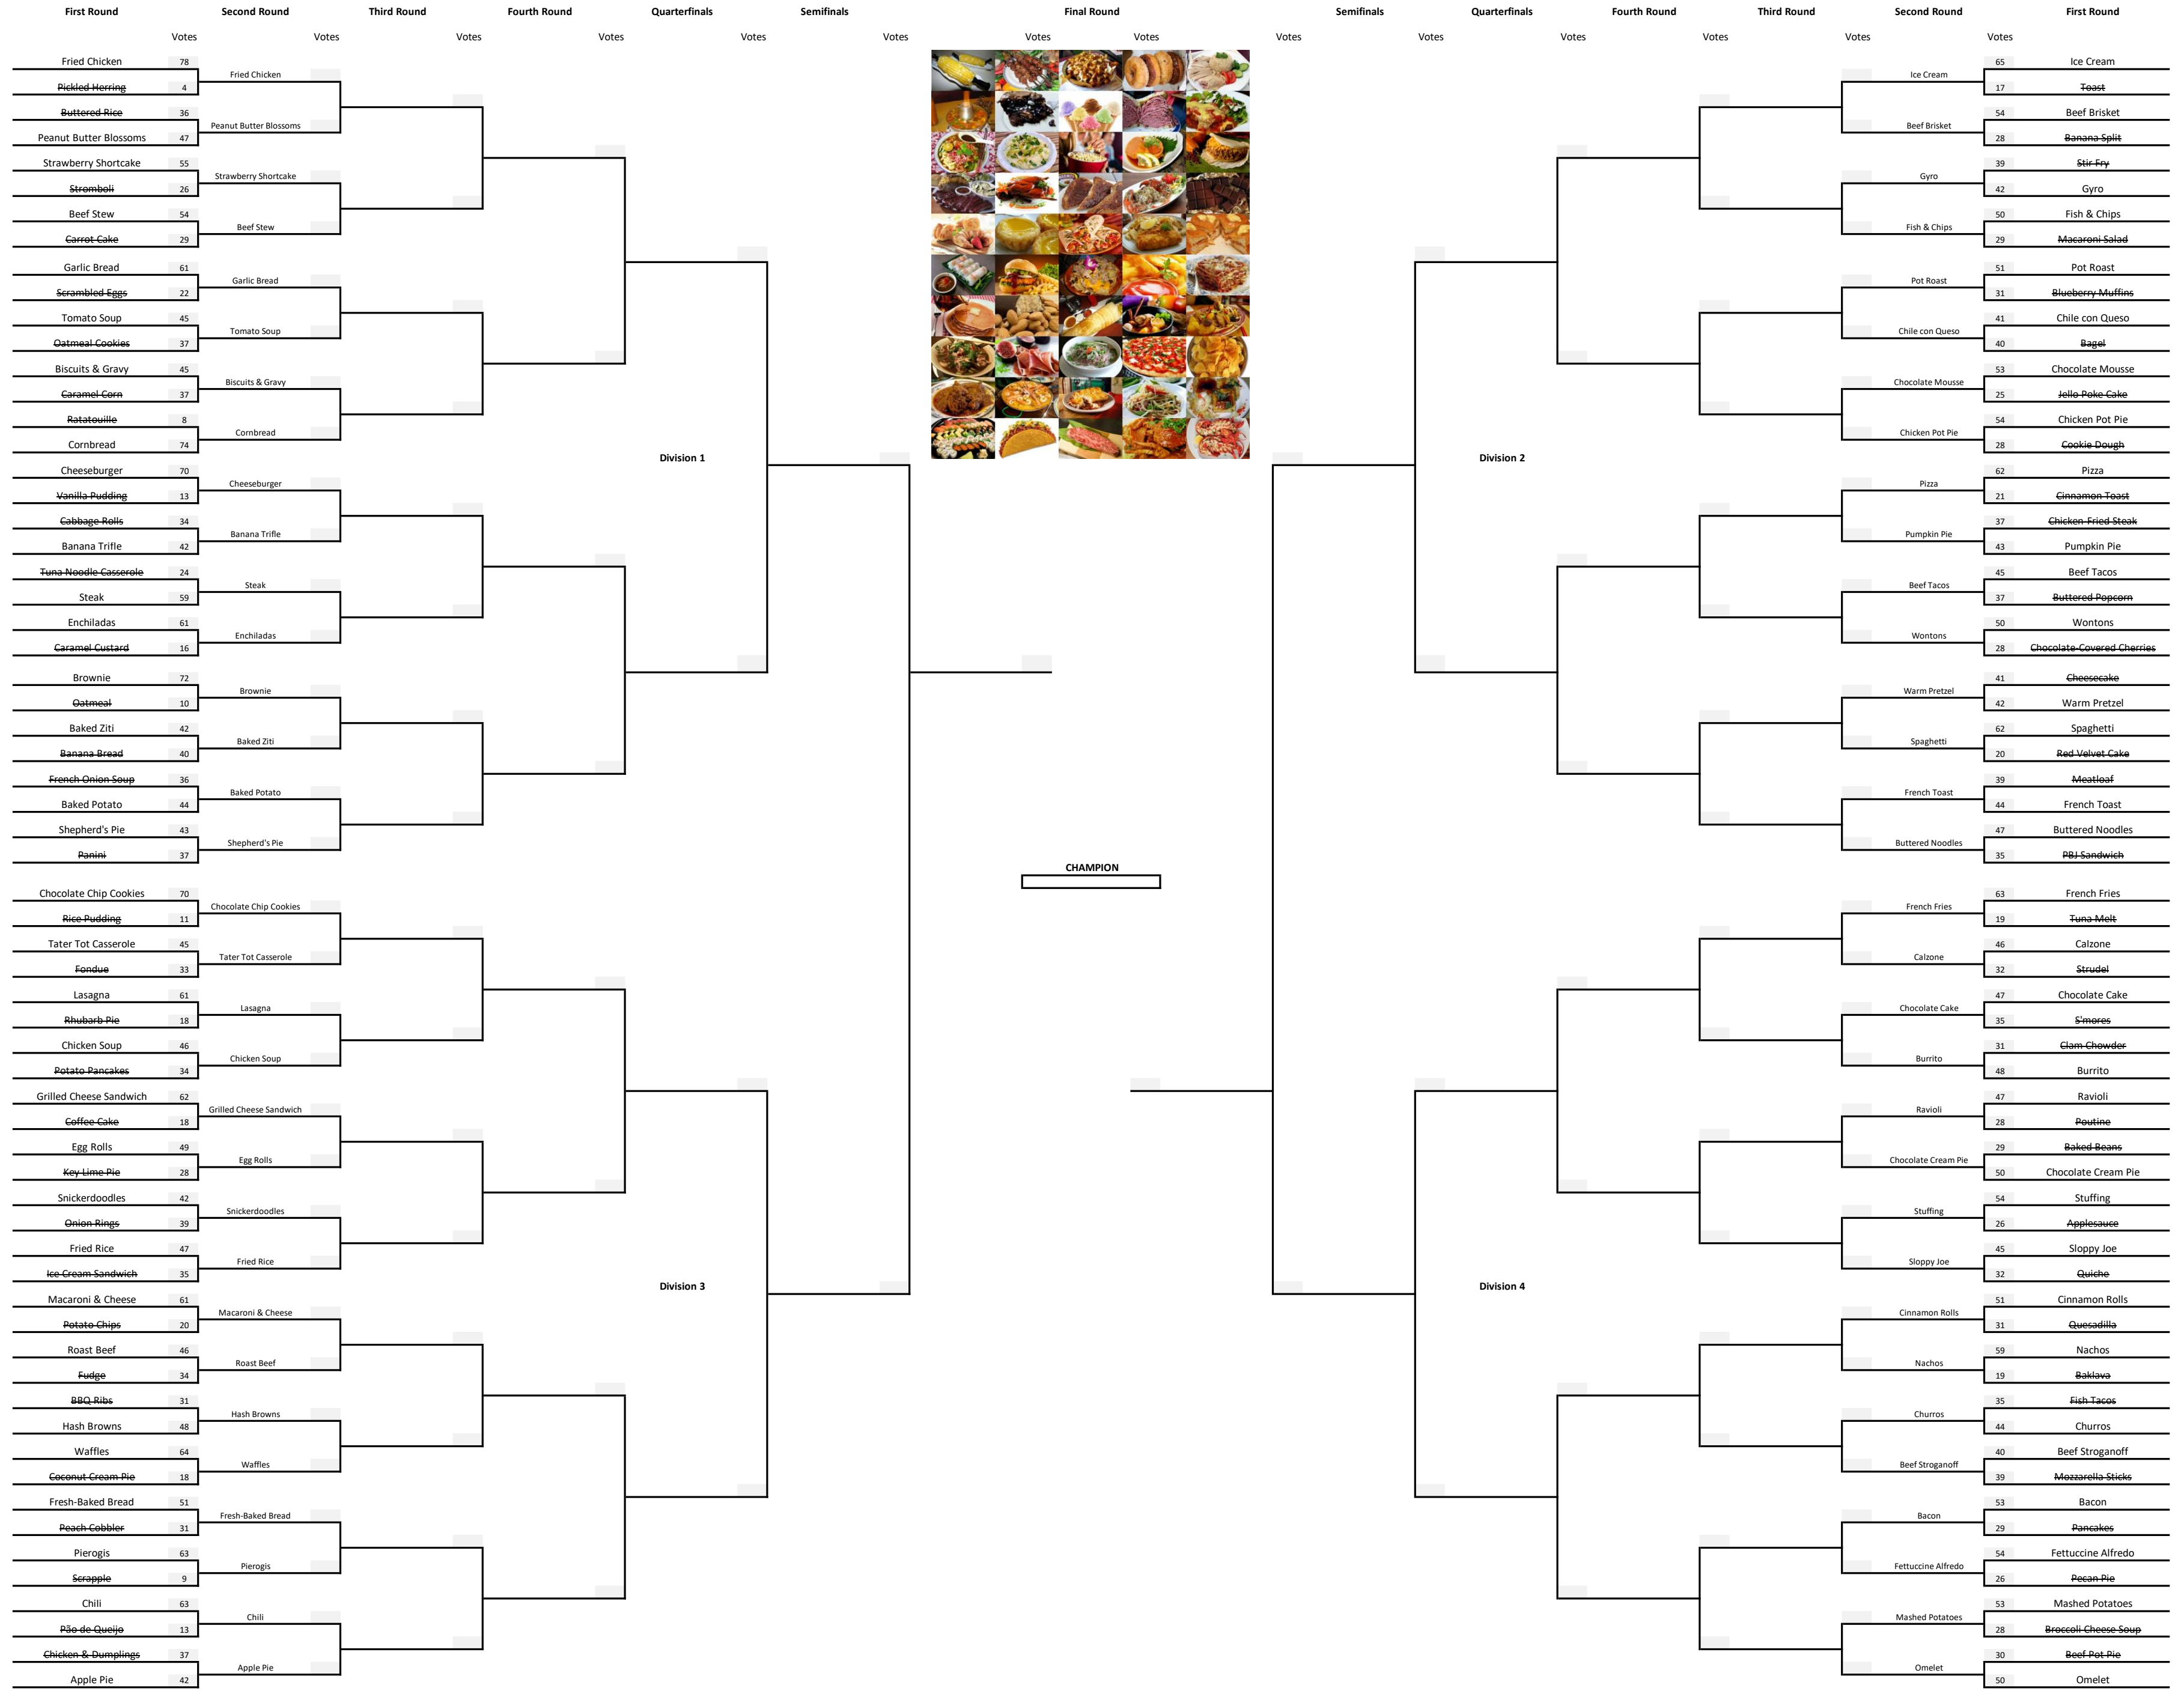 First Round Second Round Third Round Fourth Round Quarterfinals Semifinals Final Round Semifinals Quarterfinals Fourth Round Third Round Second Round First Round
Votes Votes Votes Votes Votes Votes Votes Votes Votes Votes Votes Votes Votes Votes
Fried Chicken 78
Pickled Herring 4
Buttered Rice 36
Peanut Butter Blossoms 47
Strawberry Shortcake 55
Stromboli 26
Beef Stew 54
Carrot Cake 29
Garlic Bread 61
Scrambled Eggs 22
Tomato Soup 45
Oatmeal Cookies 37
Biscuits & Gravy 45
Caramel Corn 37
Ratatouille 8
Cornbread 74
Cheeseburger 70
Vanilla Pudding 13
Cabbage Rolls 34
Banana Trifle 42
Tuna Noodle Casserole 24
Steak 59
Enchiladas 61
Caramel Custard 16
Brownie 72
Oatmeal 10
Baked Ziti 42
Banana Bread 40
French Onion Soup 36
Baked Potato 44
Shepherd's Pie 43
Panini 37
Chocolate Chip Cookies 70
Rice Pudding 11
Tater Tot Casserole 45
Fondue 33
Lasagna 61
Rhubarb Pie 18
Chicken Soup 46
Potato Pancakes 34
Grilled Cheese Sandwich 62
Coffee Cake 18
Egg Rolls 49
Key Lime Pie 28
Snickerdoodles 42
Onion Rings 39
Fried Rice 47
Ice Cream Sandwich 35
Macaroni & Cheese 61
Potato Chips 20
Roast Beef 46
Fudge 34
BBQ Ribs 31
Hash Browns 48
Waffles 64
Coconut Cream Pie 18
Fresh-Baked Bread 51
Peach Cobbler 31
Pierogis 63
Scrapple 9
Chili 63
Pão de Queijo 13
Chicken & Dumplings 37
Apple Pie 42
Fried Chicken
Peanut Butter Blossoms
Strawberry Shortcake
Beef Stew
Garlic Bread
Tomato Soup
Biscuits & Gravy
Cornbread
Cheeseburger
Banana Trifle
Steak
Enchiladas
Brownie
Baked Ziti
Baked Potato
Shepherd's Pie
Chocolate Chip Cookies
Tater Tot Casserole
Lasagna
Chicken Soup
Grilled Cheese Sandwich
Egg Rolls
Snickerdoodles
Fried Rice
Macaroni & Cheese
Roast Beef
Hash Browns
Waffles
Fresh-Baked Bread
Pierogis
Chili
Apple Pie
Division 1
Division 3
CHAMPION
Division 2
Division 4
Ice Cream
Beef Brisket
Gyro
Fish & Chips
Pot Roast
Chile con Queso
Chocolate Mousse
Chicken Pot Pie
Pizza
Pumpkin Pie
Beef Tacos
Wontons
Warm Pretzel
Spaghetti
French Toast
Buttered Noodles
French Fries
Calzone
Chocolate Cake
Burrito
Ravioli
Chocolate Cream Pie
Stuffing
Sloppy Joe
Cinnamon Rolls
Nachos
Churros
Beef Stroganoff
Bacon
Fettuccine Alfredo
Mashed Potatoes
Omelet
65 Ice Cream
17 Toast
54 Beef Brisket
28 Banana Split
39 Stir Fry
42 Gyro
50 Fish & Chips
29 Macaroni Salad
51 Pot Roast
31 Blueberry Muffins
41 Chile con Queso
40 Bagel
53 Chocolate Mousse
25 Jello Poke Cake
54 Chicken Pot Pie
28 Cookie Dough
62 Pizza
21 Cinnamon Toast
37 Chicken-Fried Steak
43 Pumpkin Pie
45 Beef Tacos
37 Buttered Popcorn
50 Wontons
28 Chocolate-Covered Cherries
41 Cheesecake
42 Warm Pretzel
62 Spaghetti
20 Red Velvet Cake
39 Meatloaf
44 French Toast
47 Buttered Noodles
35 PBJ Sandwich
63 French Fries
19 Tuna Melt
46 Calzone
32 Strudel
47 Chocolate Cake
35 S'mores
31 Clam Chowder
48 Burrito
47 Ravioli
28 Poutine
29 Baked Beans
50 Chocolate Cream Pie
54 Stuffing
26 Applesauce
45 Sloppy Joe
32 Quiche
51 Cinnamon Rolls
31 Quesadilla
59 Nachos
19 Baklava
35 Fish Tacos
44 Churros
40 Beef Stroganoff
39 Mozzarella Sticks
53 Bacon
29 Pancakes
54 Fettuccine Alfredo
26 Pecan Pie
53 Mashed Potatoes
28 Broccoli Cheese Soup
30 Beef Pot Pie
50 Omelet